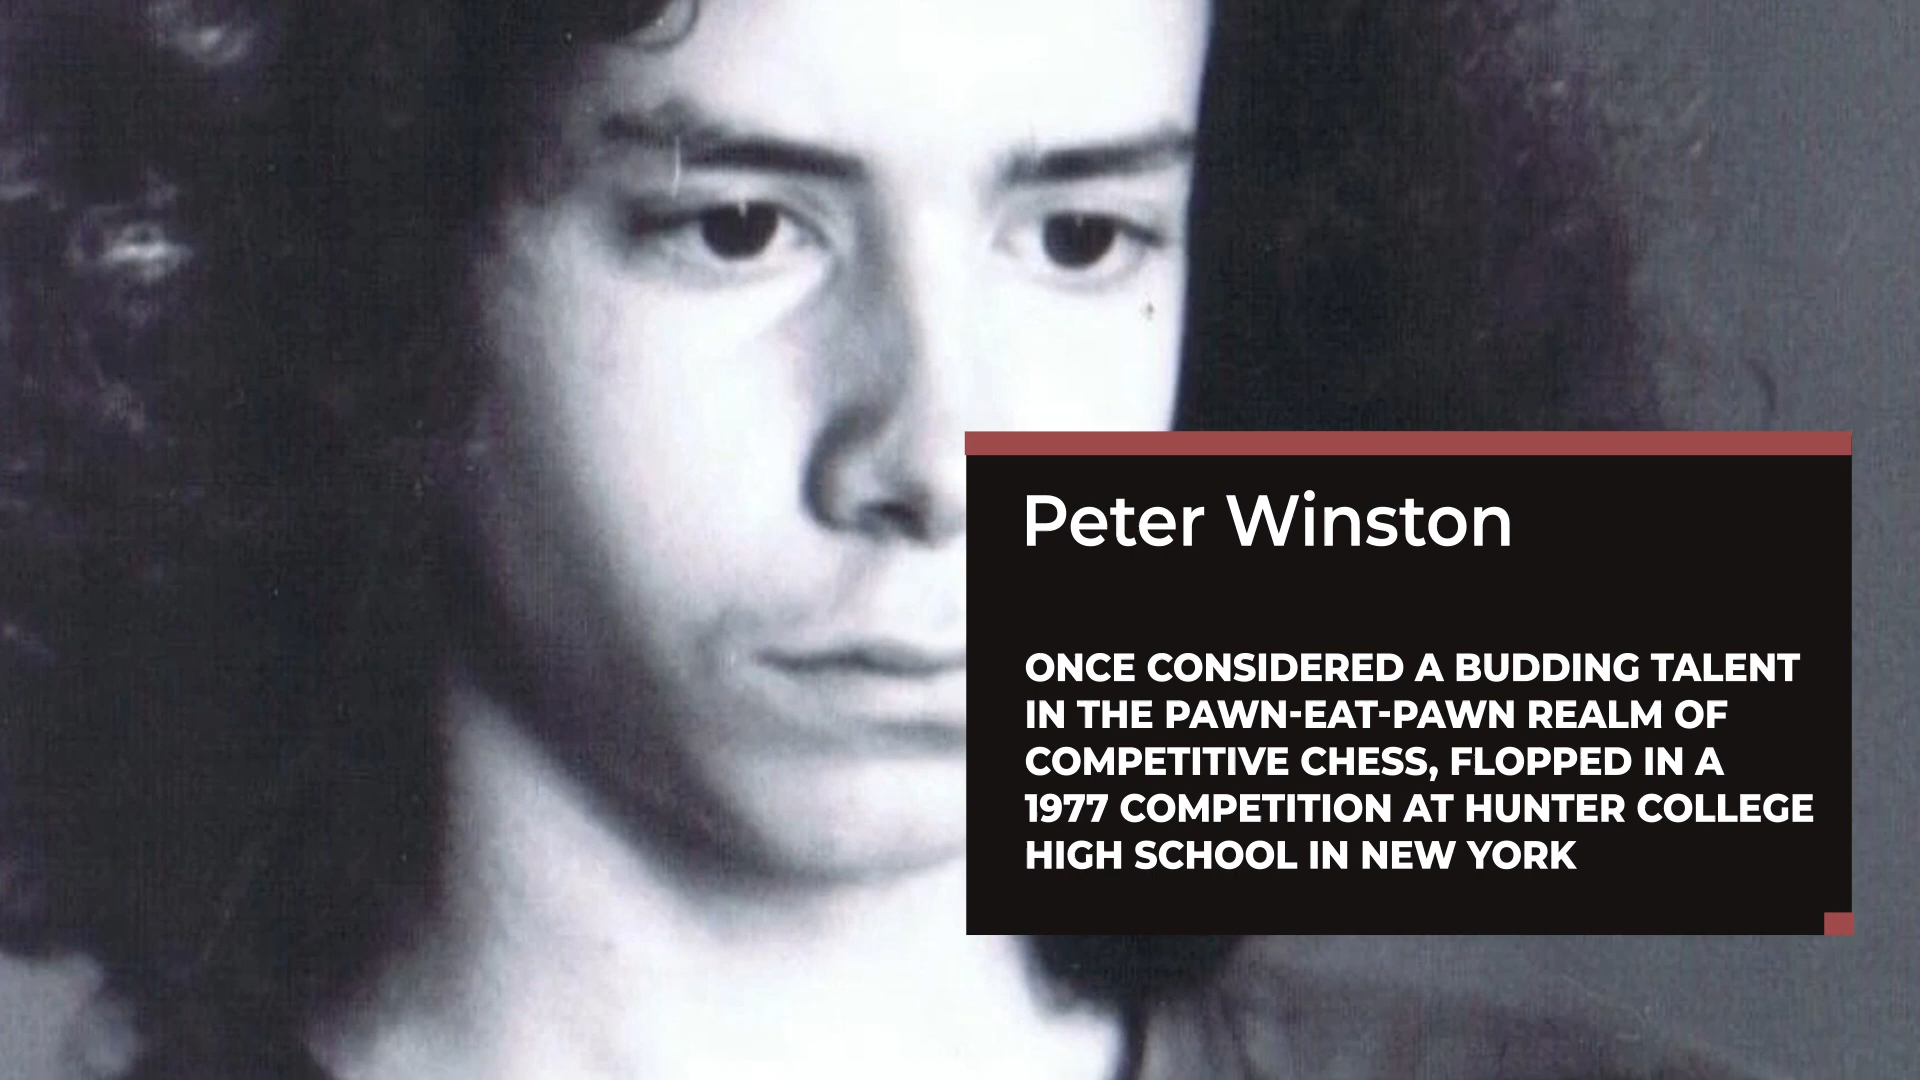 Peter Winston
ONCE CONSIDERED A BUDDING TALENT
IN THE PAWN-EAT-PAWN REALM OF
COMPETITIVE CHESS, FLOPPED IN A
1977 COMPETITION AT HUNTER COLLEGE
HIGH SCHOOL IN NEW YORK